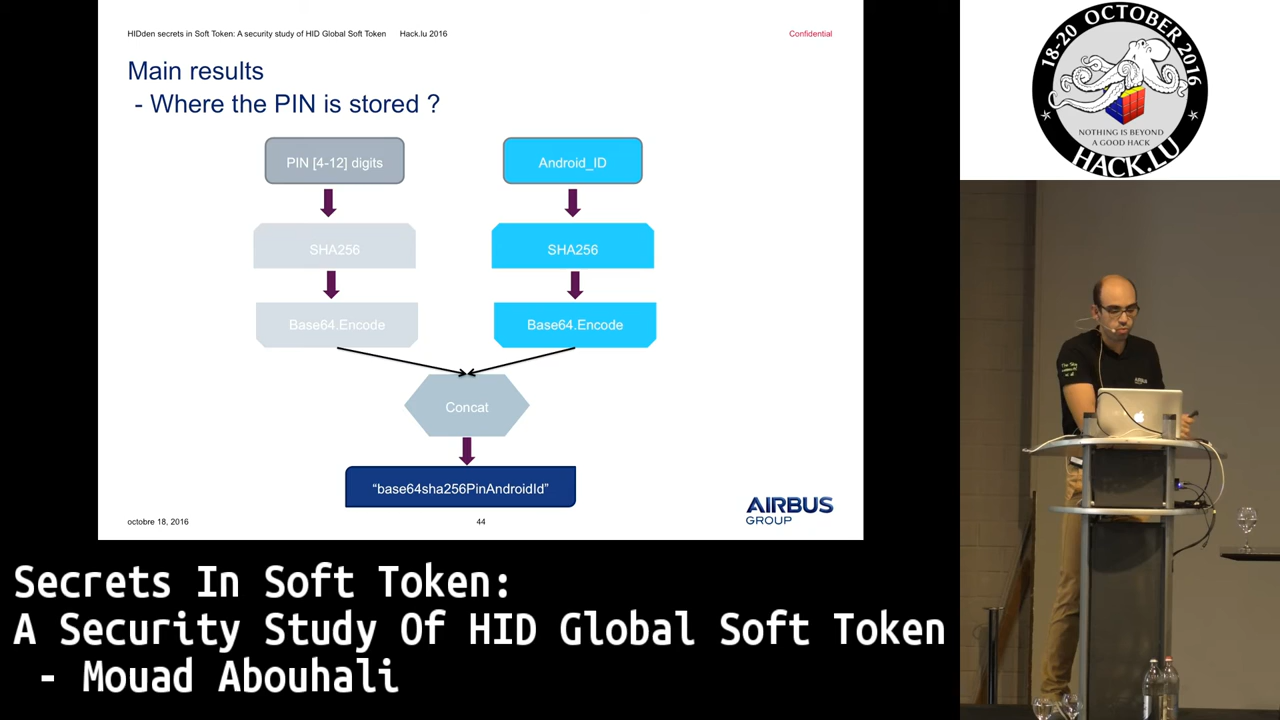 HIDden secrets in Soft Token: A security study of HID Global Soft Token Hack.lu 2016 Confidential
Main results
- Where the PIN is stored ?
PIN [4-12] digits
Android_ID
SHA256
SHA256
Base64.Encode
Base64.Encode
Concat
“base64sha256PinAndroidId”
octobre 18, 2016
44
AIRBUS
GROUP
18-20 OCTOBER 2016
NOTHING IS BEYOND
A GOOD HACK
HACK.LU
AIRBUS
Secrets In Soft Token:
A Security Study Of HID Global Soft Token
- Mouad Abouhali